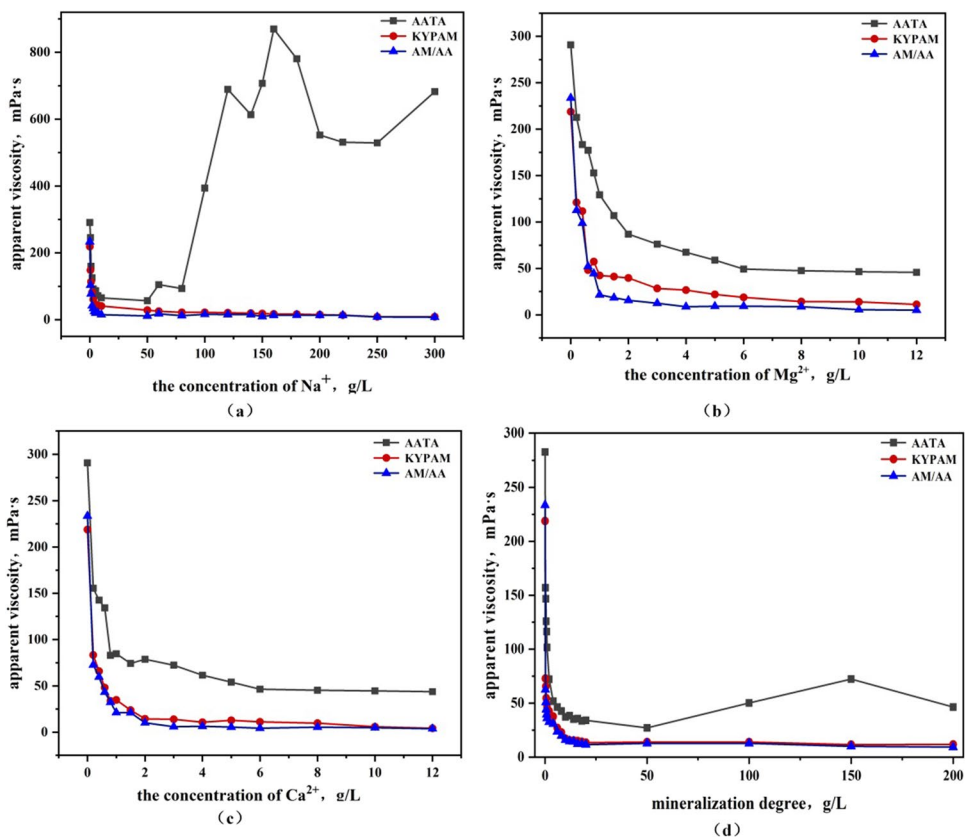 AATA
KYPAM
AM/AA
800
600
400
200
0
apparent viscosity, mPa·s
0 50 100 150 200 250 300
the concentration of Na⁺, g/L
(a)
AATA
KYPAM
AM/AA
300
250
200
150
100
50
0
apparent viscosity, mPa·s
0 2 4 6 8 10 12
the concentration of Mg²⁺, g/L
(b)
AATA
KYPAM
AM/AA
300
250
200
150
100
50
0
apparent viscosity, mPa·s
0 2 4 6 8 10 12
the concentration of Ca²⁺, g/L
(c)
AATA
KYPAM
AM/AA
300
250
200
150
100
50
0
apparent viscosity, mPa·s
0 50 100 150 200
mineralization degree, g/L
(d)